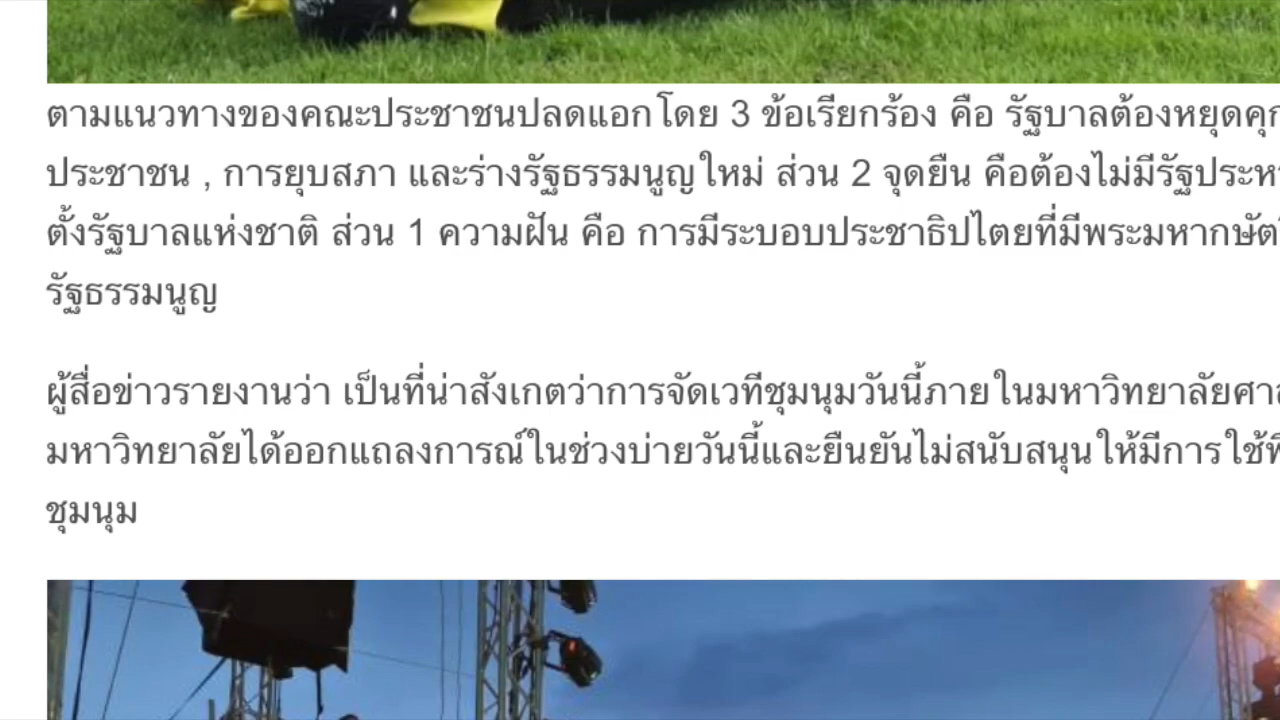 ตามแนวทางของคณะประชาชนปลดแอกโดย 3 ข้อเรียกร้อง คือ รัฐบาลต้องหยุดคุก
ประชาชน , การยุบสภา และร่างรัฐธรรมนูญใหม่ ส่วน 2 จุดยืน คือต้องไม่มีรัฐประห
ตั้งรัฐบาลแห่งชาติ ส่วน 1 ความฝัน คือ การมีระบอบประชาธิปไตยที่มีพระมหากษัต
รัฐธรรมนูญ
ผู้สื่อข่าวรายงานว่า เป็นที่น่าสังเกตว่าการจัดเวทีชุมนุมวันนี้ภายในมหาวิทยาลัยศา
มหาวิทยาลัยได้ออกแถลงการณ์ในช่วงบ่ายวันนี้และยืนยันไม่สนับสนุนให้มีการใช้พื
ชุมนุม